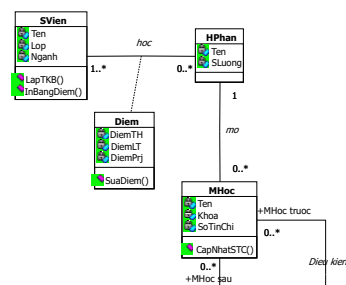 SVien
Ten
Lop
Nganh
LapTKB()
InBangDiem()
hoc
1..*
0..*
HPhan
Ten
SLuong
1
mo
0..*
Diem
DiemTH
DiemLT
DiemPrj
SuaDiem()
MHoc
Ten
Khoa
SoTinChi
CapNhatSTC()
+MHoc truoc
0..*
Dieu kien
0..*
+MHoc sau